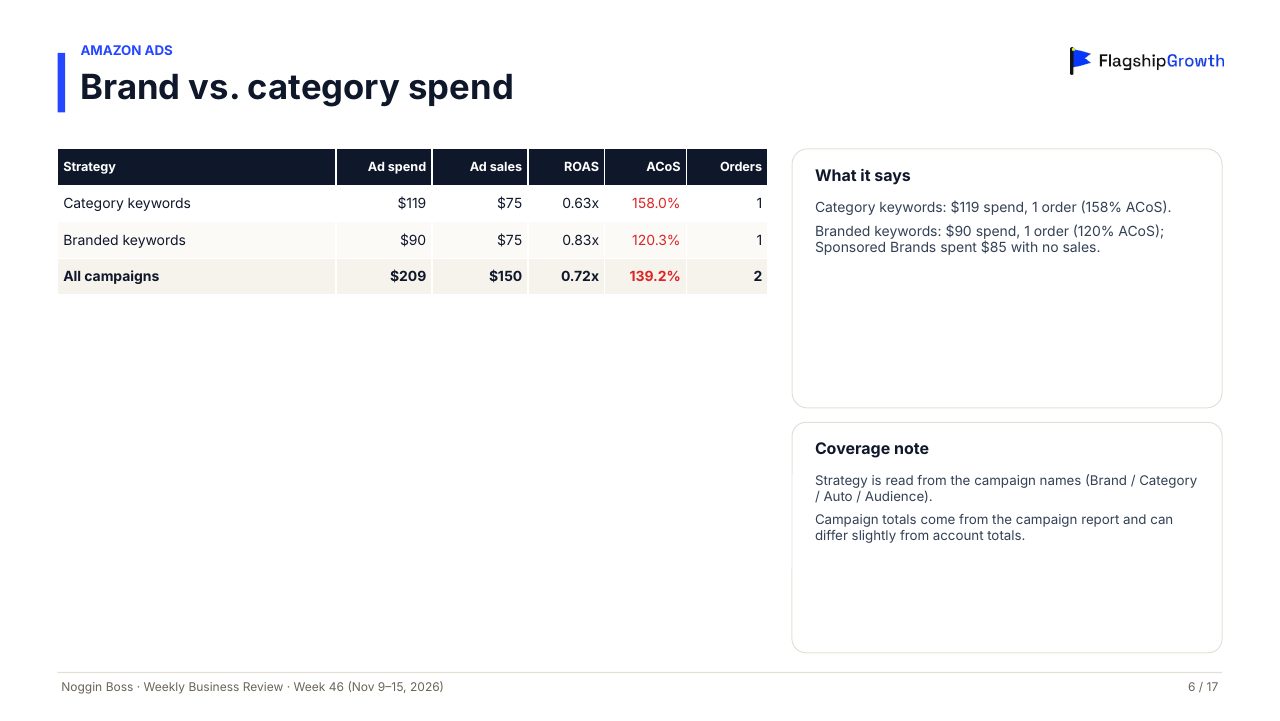 AMAZON ADS
Brand vs. category spend
FlagshipGrowth
Strategy Ad spend Ad sales ROAS ACoS Orders
Category keywords $119 $75 0.63x 158.0% 1
Branded keywords $90 $75 0.83x 120.3% 1
All campaigns $209 $150 0.72x 139.2% 2
What it says
Category keywords: $119 spend, 1 order (158% ACoS).
Branded keywords: $90 spend, 1 order (120% ACoS);
Sponsored Brands spent $85 with no sales.
Coverage note
Strategy is read from the campaign names (Brand / Category
/ Auto / Audience).
Campaign totals come from the campaign report and can
differ slightly from account totals.
Noggin Boss · Weekly Business Review · Week 46 (Nov 9–15, 2026)
6 / 17